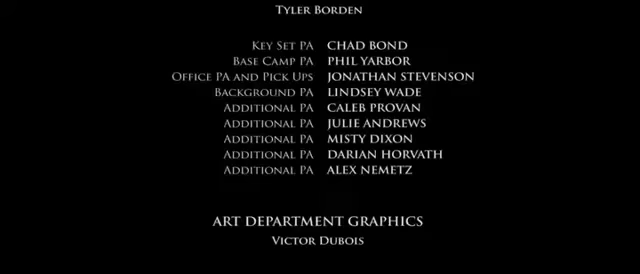 Tyler Borden
Key Set PA CHAD BOND
Base Camp PA PHIL YARBOR
Office PA and Pick Ups JONATHAN STEVENSON
Background PA LINDSEY WADE
Additional PA CALEB PROVAN
Additional PA JULIE ANDREWS
Additional PA MISTY DIXON
Additional PA DARIAN HORVATH
Additional PA ALEX NEMETZ
ART DEPARTMENT GRAPHICS
Victor Dubois